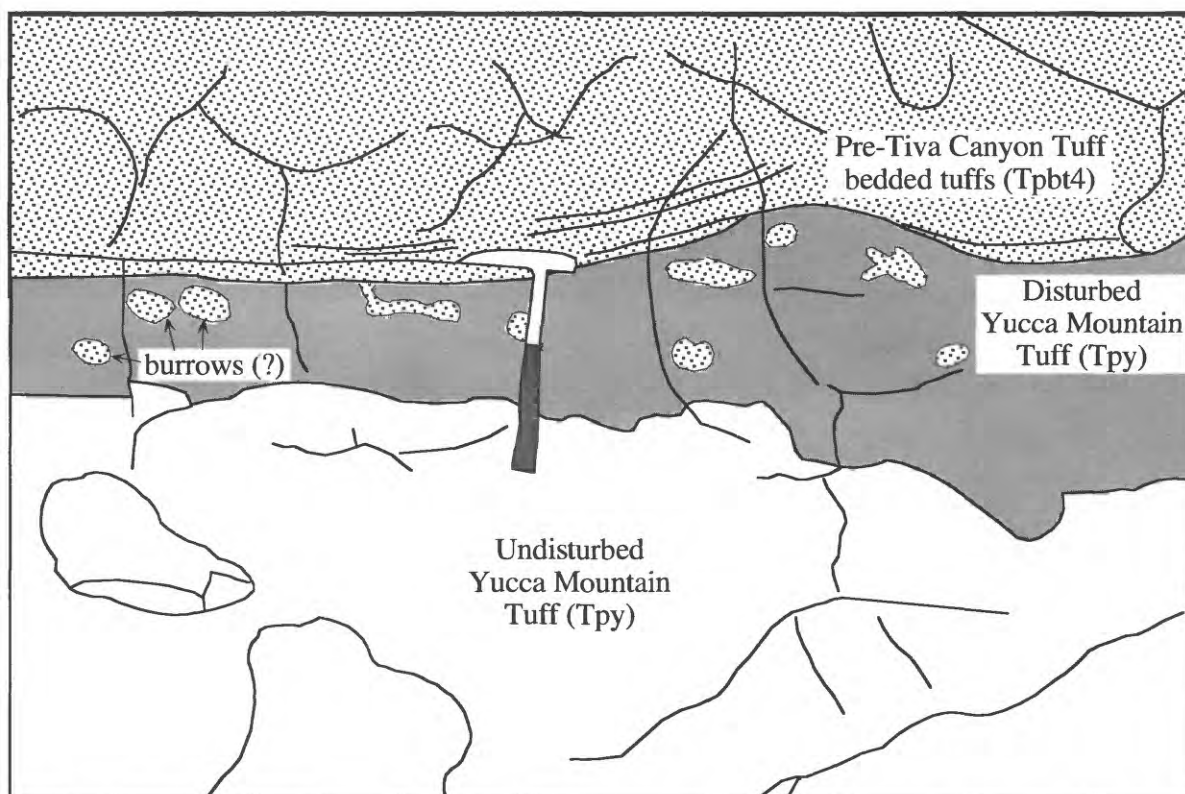 Pre-Tiva Canyon Tuff
bedded tuffs (Tpbt4)
Disturbed
Yucca Mountain
Tuff (Tpy)
burrows (?)
Undisturbed
Yucca Mountain
Tuff (Tpy)